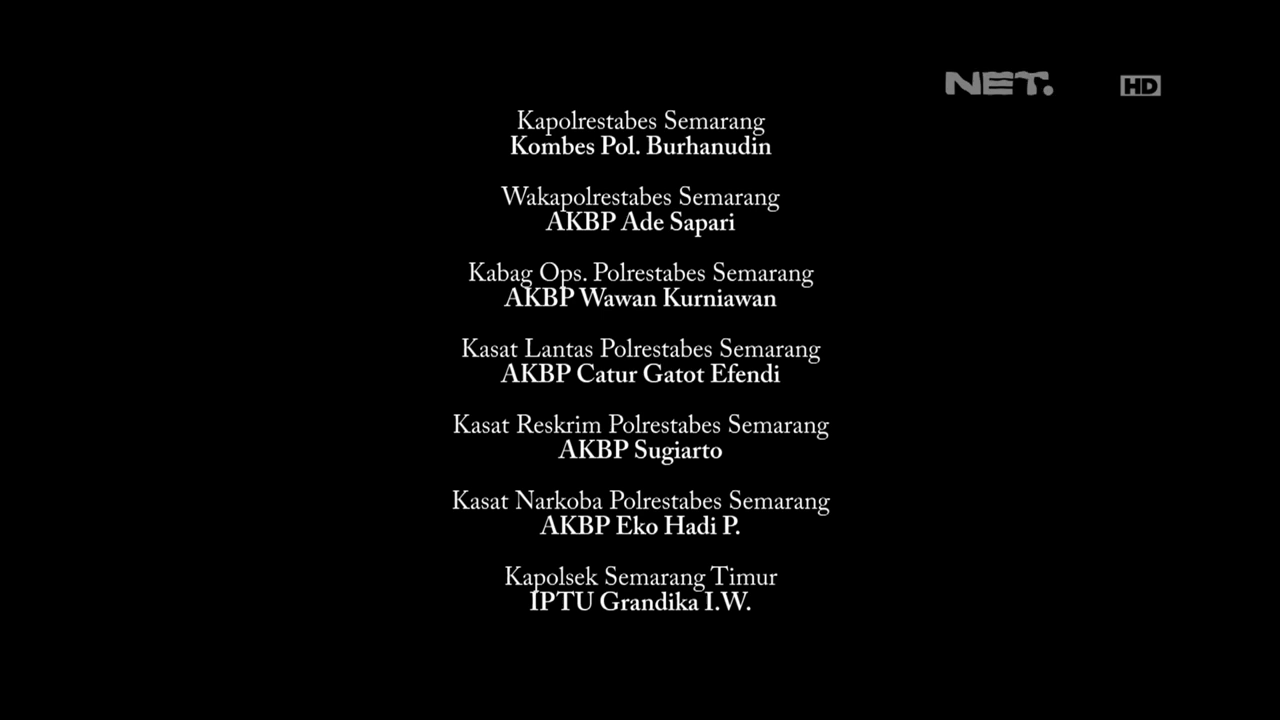 NET.
HD
Kapolrestabes Semarang
Kombes Pol. Burhanudin
Wakapolrestabes Semarang
AKBP Ade Sapari
Kabag Ops. Polrestabes Semarang
AKBP Wawan Kurniawan
Kasat Lantas Polrestabes Semarang
AKBP Catur Gatot Efendi
Kasat Reskrim Polrestabes Semarang
AKBP Sugiarto
Kasat Narkoba Polrestabes Semarang
AKBP Eko Hadi P.
Kapolsek Semarang Timur
IPTU Grandika I.W.